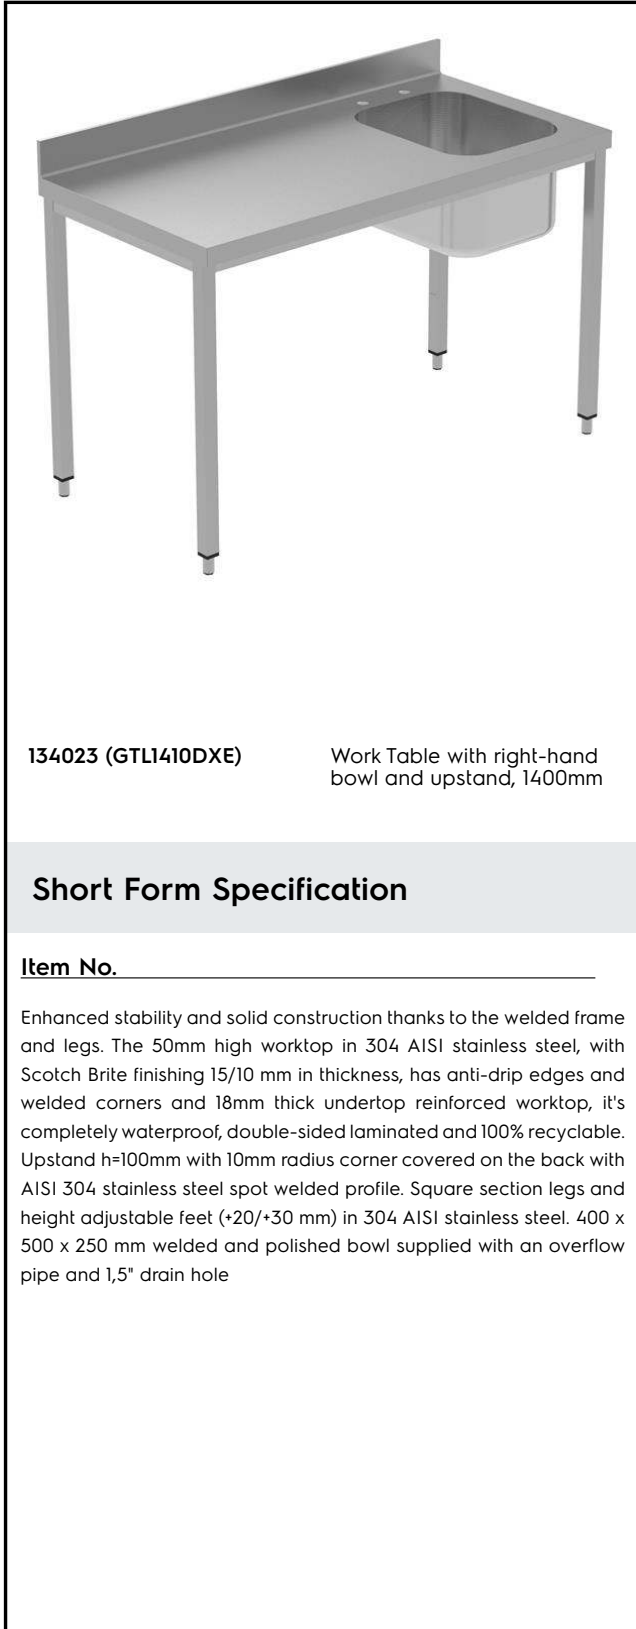 134023 (GTL1410DXE)
Work Table with right-hand
bowl and upstand, 1400mm
Short Form Specification
Item No.
Enhanced stability and solid construction thanks to the welded frame
and legs. The 50mm high worktop in 304 AISI stainless steel, with
Scotch Brite finishing 15/10 mm in thickness, has anti-drip edges and
welded corners and 18mm thick undertop reinforced worktop, it's
completely waterproof, double-sided laminated and 100% recyclable.
Upstand h=100mm with 10mm radius corner covered on the back with
AISI 304 stainless steel spot welded profile. Square section legs and
height adjustable feet (+20/+30 mm) in 304 AISI stainless steel. 400 x
500 x 250 mm welded and polished bowl supplied with an overflow
pipe and 1,5" drain hole